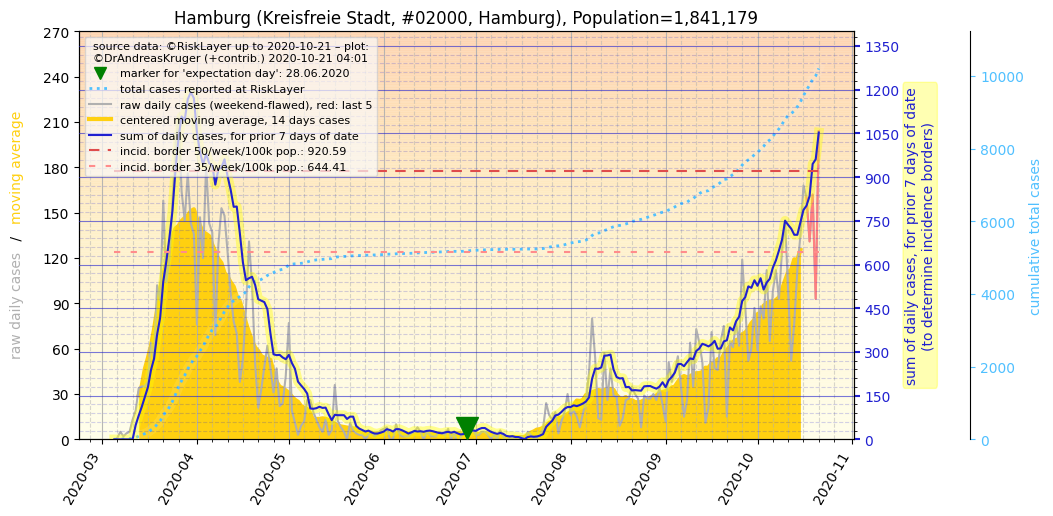 Hamburg (Kreisfreie Stadt, #02000, Hamburg), Population=1,841,179
source data: ©RiskLayer up to 2020-10-21 – plot:
©DrAndreasKruger (+contrib.) 2020-10-21 04:01
marker for 'expectation day': 28.06.2020
total cases reported at RiskLayer
raw daily cases (weekend-flawed), red: last 5
centered moving average, 14 days cases
sum of daily cases, for prior 7 days of date
incid. border 50/week/100k pop.: 920.59
incid. border 35/week/100k pop.: 644.41
raw daily cases / moving average
270
240
210
180
150
120
90
60
30
0
1350
1200
1050
900
750
600
450
300
150
0
sum of daily cases, for prior 7 days of date
(to determine incidence borders)
10000
8000
6000
4000
2000
0
cumulative total cases
2020-03
2020-04
2020-05
2020-06
2020-07
2020-08
2020-09
2020-10
2020-11